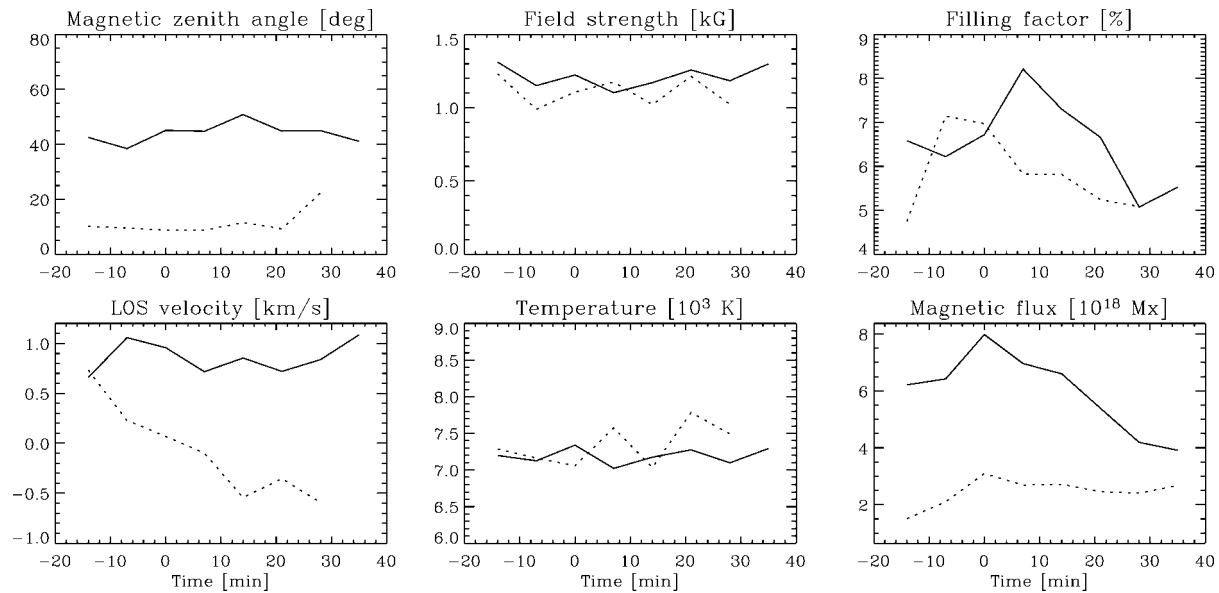 Magnetic zenith angle [deg]
80
60
40
20
0
−20 −10 0 10 20 30 40
Field strength [kG]
1.5
1.0
0.5
0.0
−20 −10 0 10 20 30 40
Filling factor [%]
9
8
7
6
5
4
−20 −10 0 10 20 30 40
LOS velocity [km/s]
1.0
0.5
0.0
−0.5
−1.0
−20 −10 0 10 20 30 40
Time [min]
Temperature [10³ K]
9.0
8.5
8.0
7.5
7.0
6.5
6.0
−20 −10 0 10 20 30 40
Time [min]
Magnetic flux [10¹⁸ Mx]
8
6
4
2
−20 −10 0 10 20 30 40
Time [min]